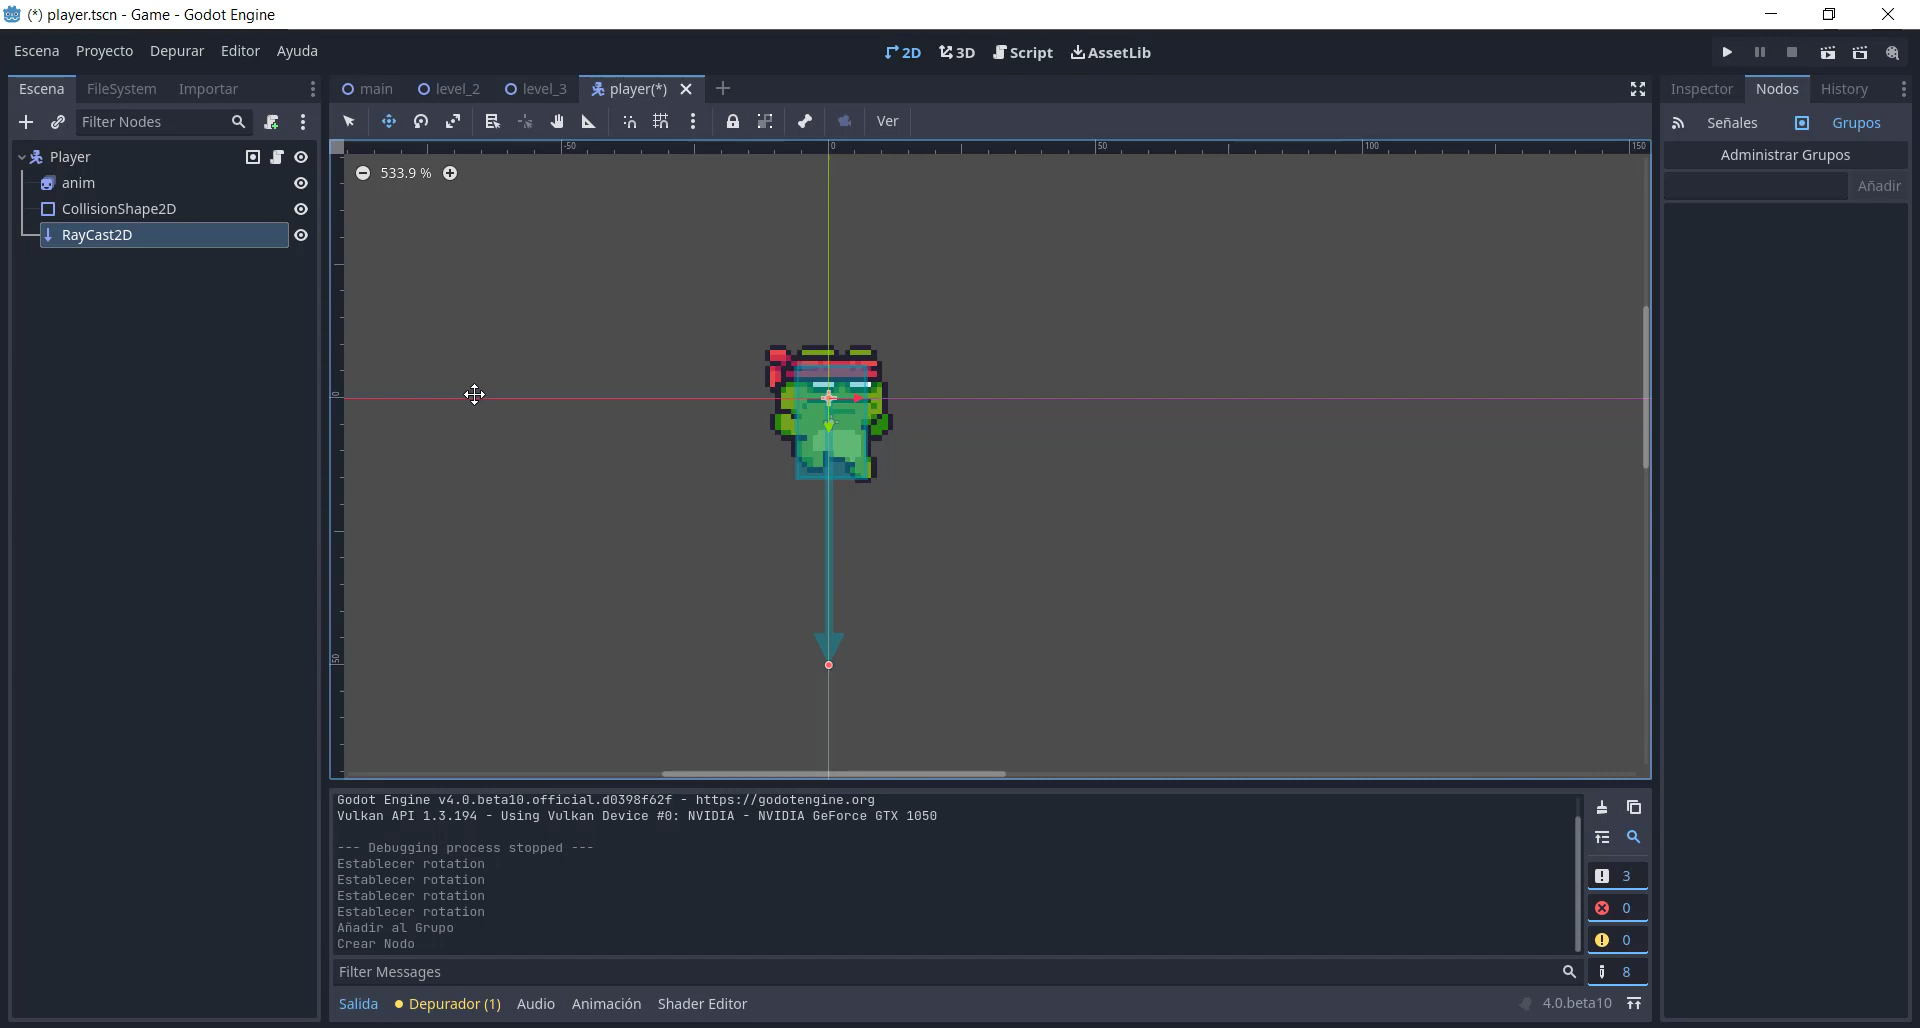 (*) player.tscn - Game - Godot Engine
Escena Proyecto Depurar Editor Ayuda
2D 3D Script AssetLib
Escena FileSystem Importar
main level_2 level_3 player(*)
Inspector Nodos History
Filter Nodes
Ver
Señales Grupos
Administrar Grupos
Añadir
Player
anim
CollisionShape2D
RayCast2D
-50 0 50 100 150
533.9 %
0
50
Godot Engine v4.0.beta10.official.d0398f62f - https://godotengine.org
Vulkan API 1.3.194 - Using Vulkan Device #0: NVIDIA - NVIDIA GeForce GTX 1050
--- Debugging process stopped ---
Establecer rotation
Establecer rotation
Establecer rotation
Establecer rotation
Añadir al Grupo
Crear Nodo
3
0
0
8
Filter Messages
Salida Depurador (1) Audio Animación Shader Editor
4.0.beta10